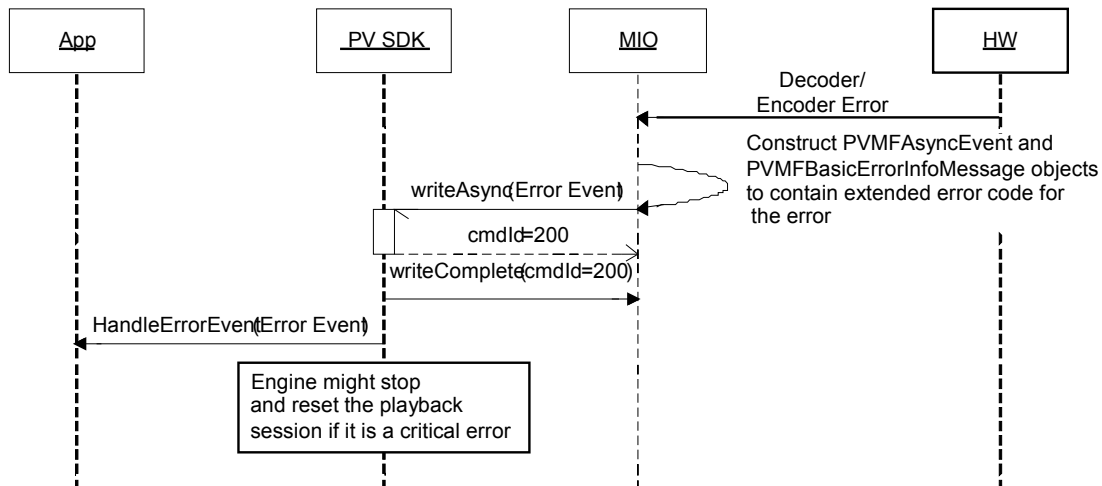 App
PV SDK
MIO
HW
Decoder/
Encoder Error
Construct PVMFAsyncEvent and
PVMFBasicErrorInfoMessage objects
to contain extended error code for
the error
writeAsync(Error Event)
cmdId=200
writeComplete(cmdId=200)
HandleErrorEvent(Error Event)
Engine might stop
and reset the playback
session if it is a critical error